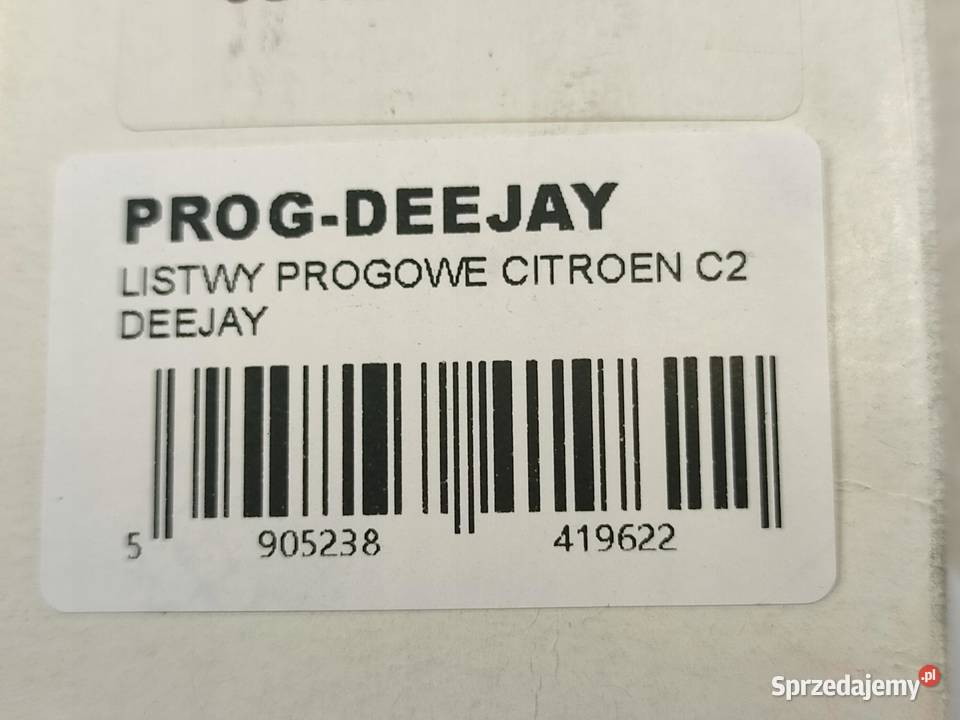 PROG-DEEJAY
LISTWY PROGOWE CITROEN C2
DEEJAY
5 905238 419622
Sprzedajemy.pl